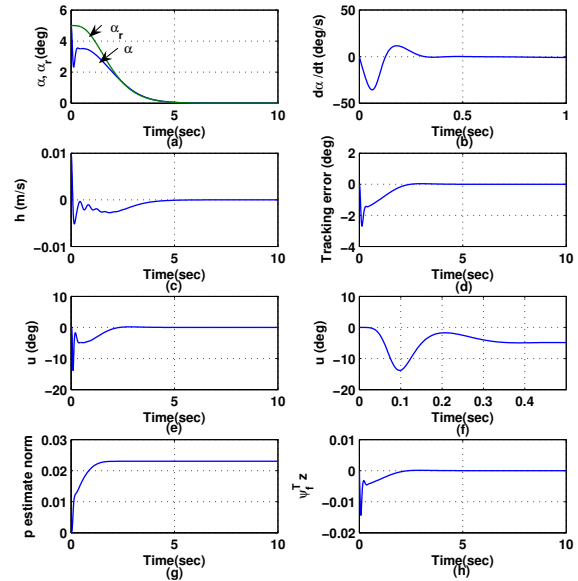 α, α_r(deg)
6
4
2
0
α_r
α
0
5
10
Time(sec)
(a)
dα /dt (deg/s)
50
0
−50
0
0.5
1
Time(sec)
(b)
h (m/s)
0.01
0
−0.01
0
5
10
Time(sec)
(c)
Tracking error (deg)
2
0
−2
−4
0
5
10
Time(sec)
(d)
u (deg)
10
0
−10
−20
0
5
10
Time(sec)
(e)
u (deg)
10
0
−10
−20
0.1
0.2
0.3
0.4
Time(sec)
(f)
p estimate norm
0.03
0.02
0.01
0
0
5
10
Time(sec)
(g)
ψ_f^T z
0.01
0
−0.01
−0.02
0
5
10
Time(sec)
(h)